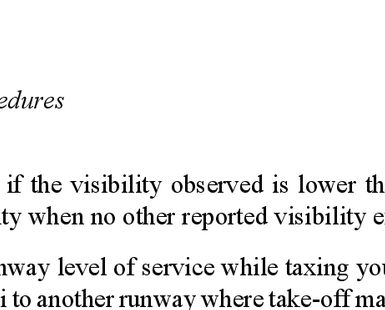 edures
if the visibility observed is lower th
ty when no other reported visibility e
way level of service while taxing you
i to another runway where take-off ma